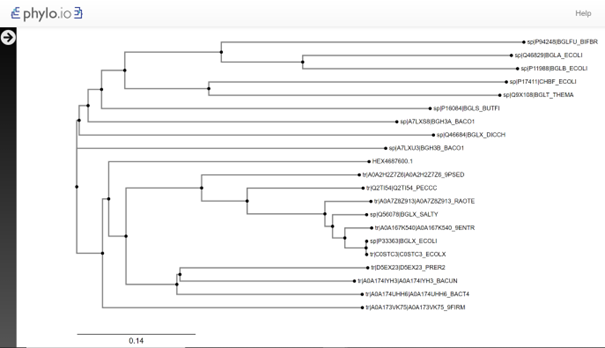 phylo.io
Help
sp|P94248|BGLFU_BIFBR
sp|Q46829|BGLA_ECOLI
sp|P11988|BGLB_ECOLI
sp|P17411|CHBF_ECOLI
sp|Q9X108|BGLT_THEMA
sp|P16084|BGLS_BUTFI
sp|A7LXS8|BGH3A_BACO1
sp|Q46684|BGLX_DICCH
sp|A7LXU3|BGH3B_BACO1
HEX4687600.1
tr|A0A2H2Z7Z8|A0A2H2Z7Z8_9PSED
tr|Q2TI54|Q2TI54_PECCC
tr|A0A7Z8Z913|A0A7Z8Z913_RAOTE
sp|Q56078|BGLX_SALTY
tr|A0A167K540|A0A167K540_9ENTR
sp|P33363|BGLX_ECOLI
tr|C0STC3|C0STC3_ECOLX
tr|D5EX23|D5EX23_PRER2
tr|A0A174IYH3|A0A174IYH3_BACUN
tr|A0A174UHH6|A0A174UHH6_BACT4
tr|A0A173VK75|A0A173VK75_9FIRM
0.14